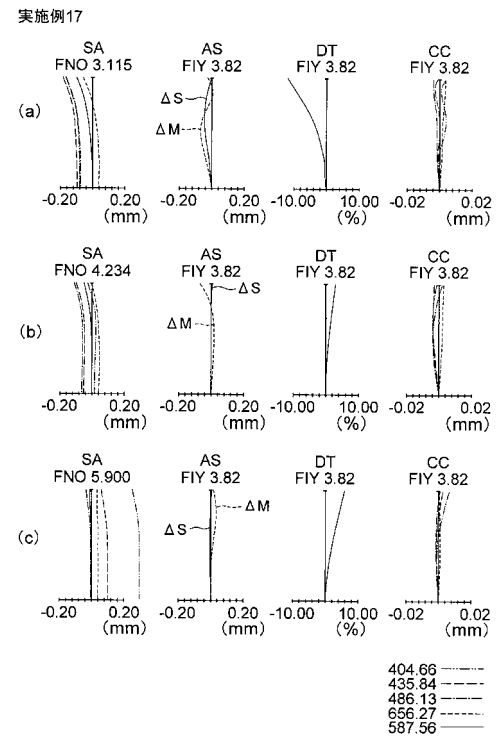 実施例17
SA AS DT CC
FNO 3.115 FIY 3.82 FIY 3.82 FIY 3.82
(a)
ΔS
ΔM
-0.20 0.20 -0.20 0.20 -10.00 10.00 -0.02 0.02
(mm) (mm) (%) (mm)
SA AS DT CC
FNO 4.234 FIY 3.82 FIY 3.82 FIY 3.82
ΔS
(b)
ΔM
-0.20 0.20 -0.20 0.20 -10.00 10.00 -0.02 0.02
(mm) (mm) (%) (mm)
SA AS DT CC
FNO 5.900 FIY 3.82 FIY 3.82 FIY 3.82
ΔM
ΔS
(c)
-0.20 0.20 -0.20 0.20 -10.00 10.00 -0.02 0.02
(mm) (mm) (%) (mm)
404.66
435.84
486.13
656.27
587.56